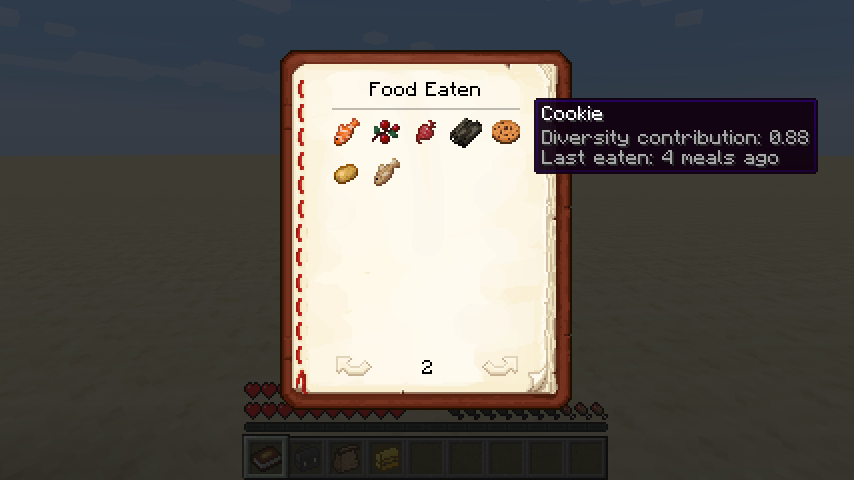 Food Eaten
Cookie
Diversity contribution: 0.88
Last eaten: 4 meals ago
2